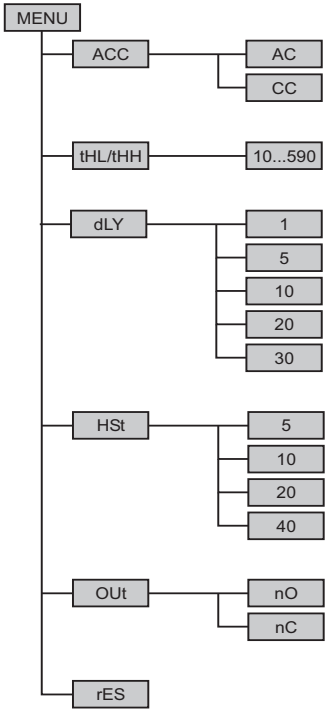 MENU
ACC AC
CC
tHL/tHH 10...590
dLY 1
5
10
20
30
HSt 5
10
20
40
OUt nO
nC
rES